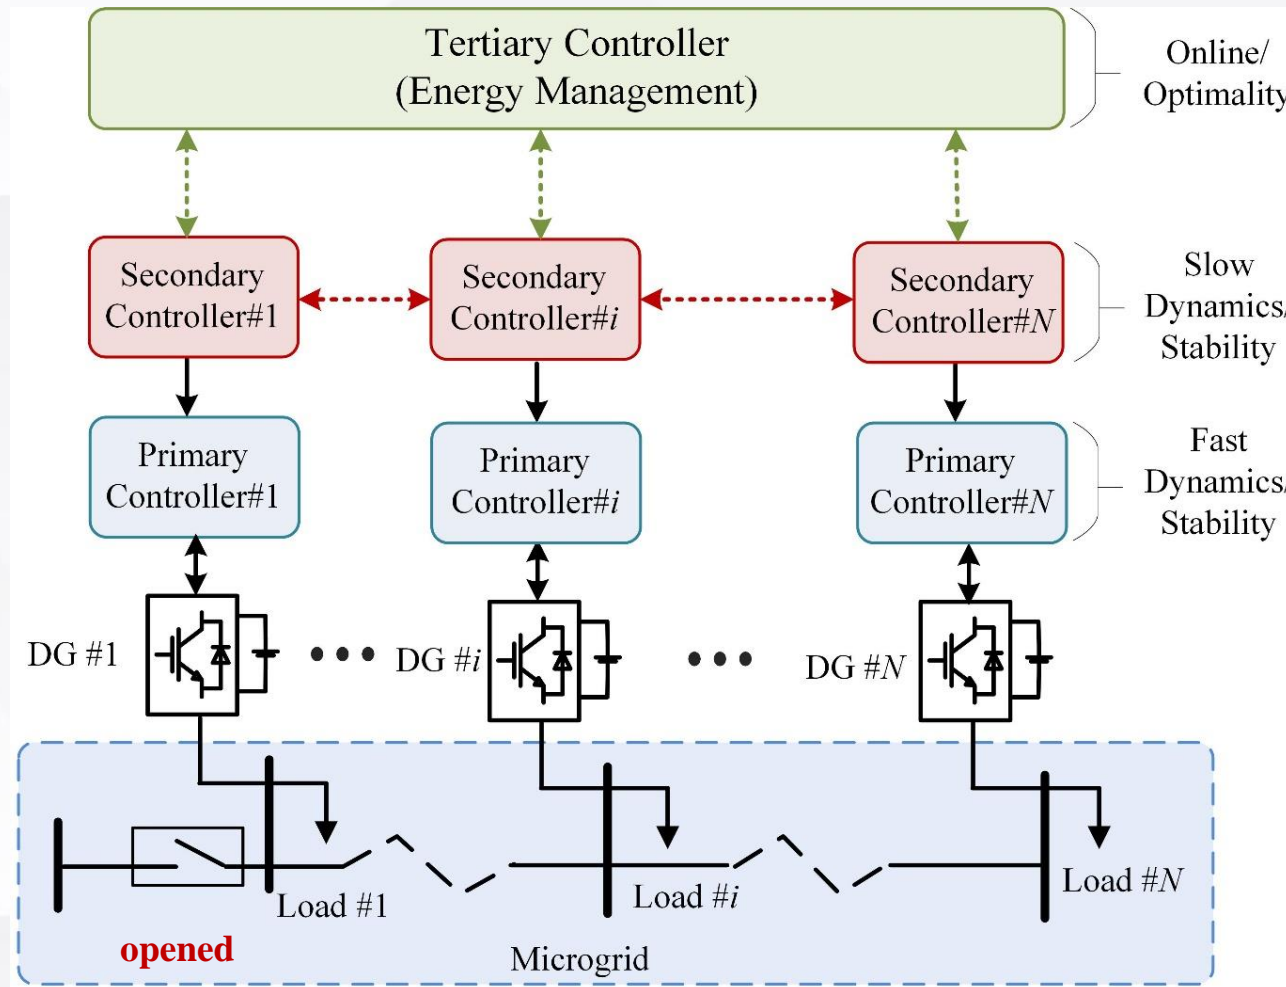 Tertiary Controller
(Energy Management)
Online/
Optimality
Secondary
Controller#1
Secondary
Controller#i
Secondary
Controller#N
Slow
Dynamics/
Stability
Primary
Controller#1
Primary
Controller#i
Primary
Controller#N
Fast
Dynamics/
Stability
DG #1
DG #i
DG #N
Load #1
Load #i
Load #N
opened
Microgrid